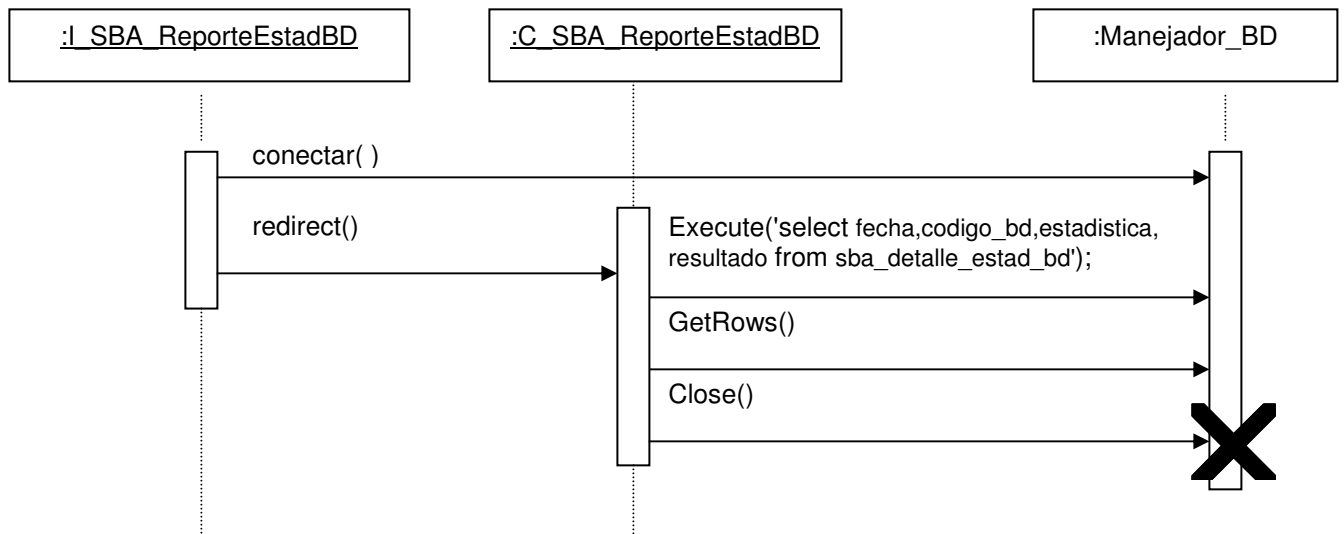 :I_SBA_ReporteEstadBD
:C_SBA_ReporteEstadBD
:Manejador_BD
conectar( )
redirect()
Execute('select fecha,codigo_bd,estadistica,
resultado from sba_detalle_estad_bd');
GetRows()
Close()